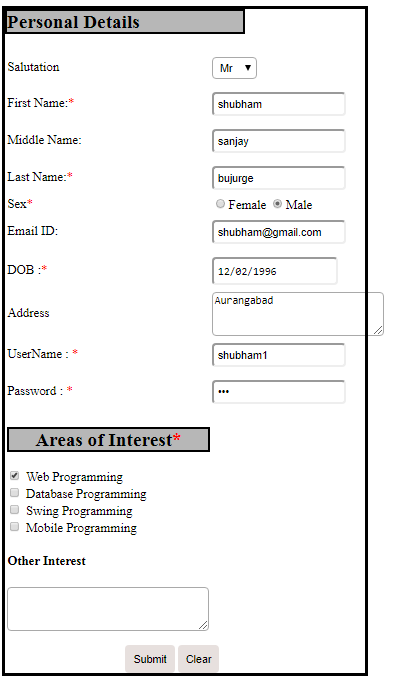 Personal Details
Salutation Mr
First Name:* shubham
Middle Name: sanjay
Last Name:* bujurge
Sex* Female Male
Email ID: shubham@gmail.com
DOB :* 12/02/1996
Address Aurangabad
UserName : * shubham1
Password : * •••
Areas of Interest*
Web Programming
Database Programming
Swing Programming
Mobile Programming
Other Interest
Submit Clear